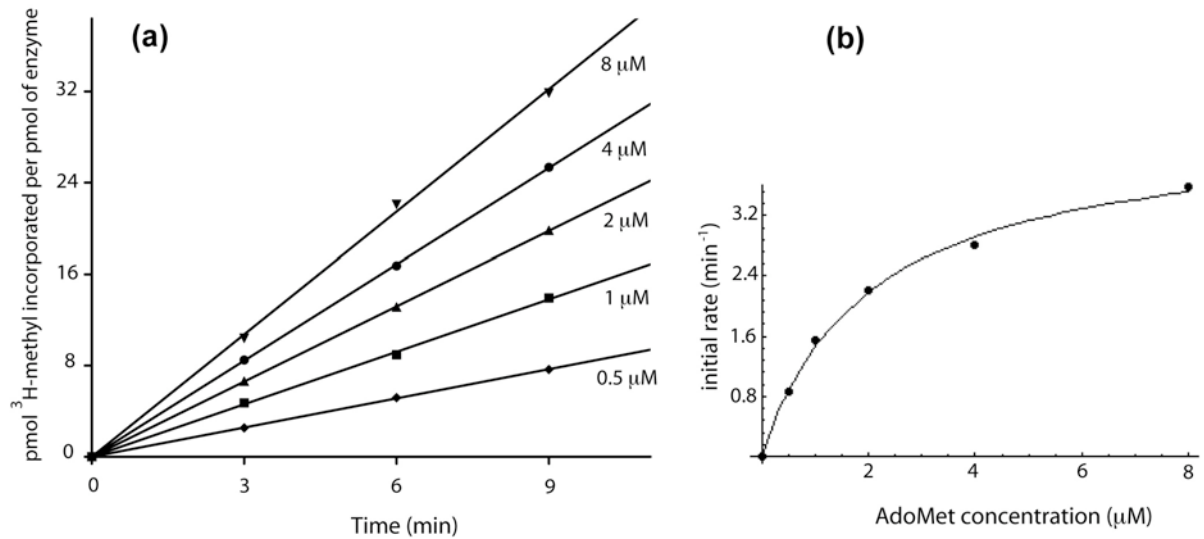 (a)
pmol ³H-methyl incorporated per pmol of enzyme
32
24
16
8
0
8 µM
4 µM
2 µM
1 µM
0.5 µM
0 3 6 9
Time (min)
(b)
initial rate (min⁻¹)
3.2
2.4
1.6
0.8
2 4 6 8
AdoMet concentration (µM)